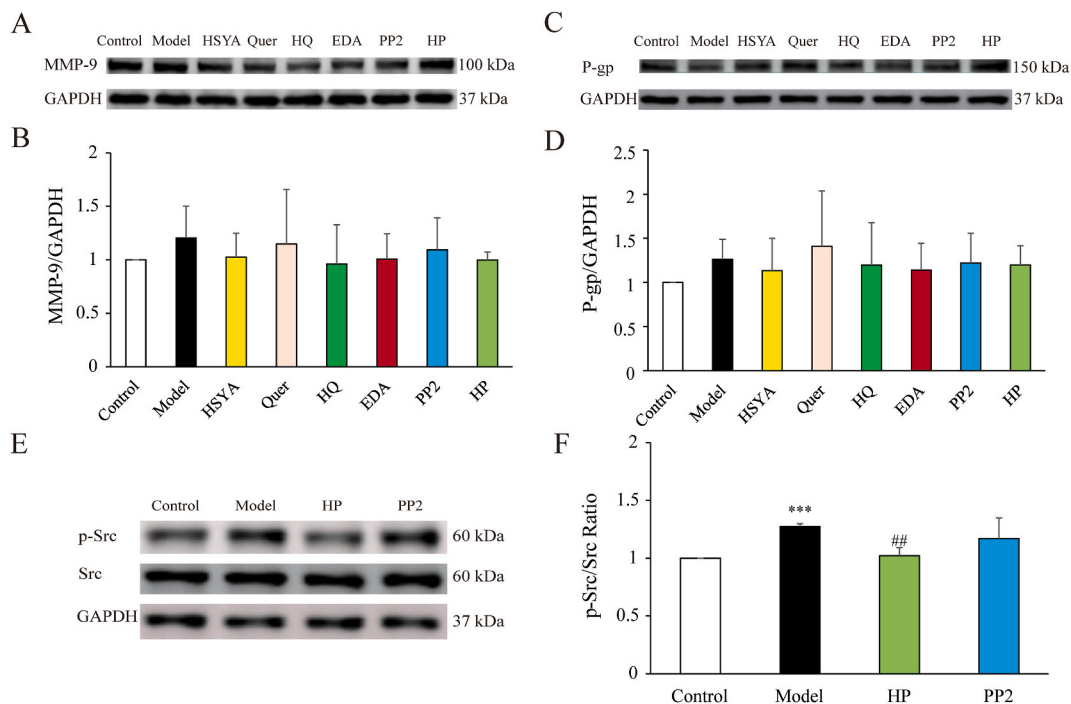 A
Control Model HSYA Quer HQ EDA PP2 HP
MMP-9 100 kDa
GAPDH 37 kDa
C
Control Model HSYA Quer HQ EDA PP2 HP
P-gp 150 kDa
GAPDH 37 kDa
B
MMP-9/GAPDH
2
1.5
1
0.5
0
Control Model HSYA Quer HQ EDA PP2 HP
D
P-gp/GAPDH
2.5
2
1.5
1
0.5
0
Control Model HSYA Quer HQ EDA PP2 HP
E
Control Model HP PP2
p-Src 60 kDa
Src 60 kDa
GAPDH 37 kDa
F
p-Src/Src Ratio
2
1.5
1
0.5
0
***
##
Control Model HP PP2